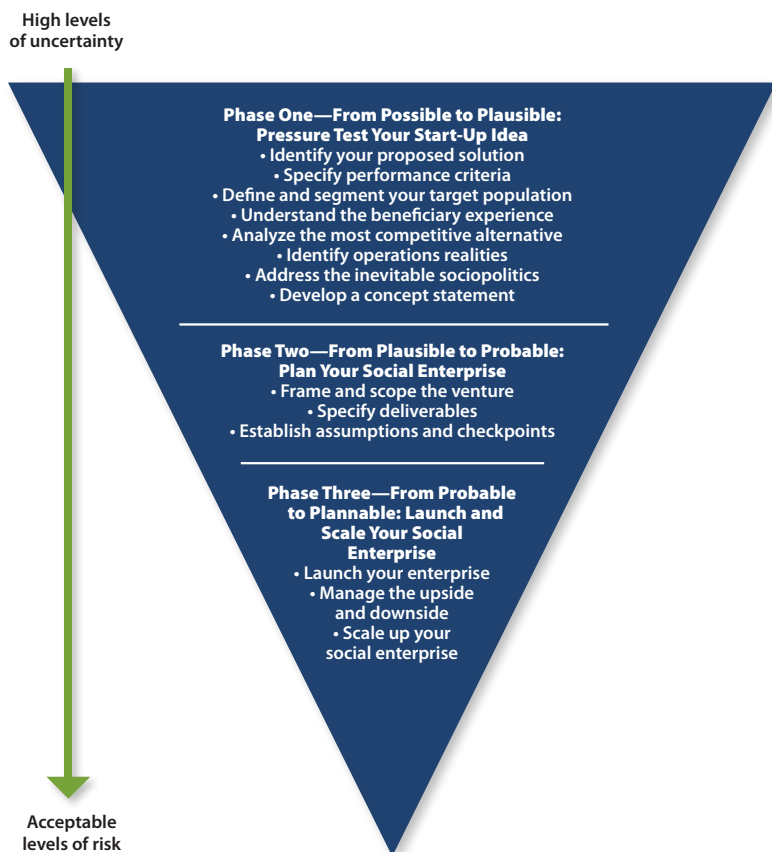 High levels
of uncertainty
Phase One—From Possible to Plausible:
Pressure Test Your Start-Up Idea
• Identify your proposed solution
• Specify performance criteria
• Define and segment your target population
• Understand the beneficiary experience
• Analyze the most competitive alternative
• Identify operations realities
• Address the inevitable sociopolitics
• Develop a concept statement
Phase Two—From Plausible to Probable:
Plan Your Social Enterprise
• Frame and scope the venture
• Specify deliverables
• Establish assumptions and checkpoints
Phase Three—From Probable
to Plannable: Launch and
Scale Your Social
Enterprise
• Launch your enterprise
• Manage the upside
and downside
• Scale up your
social enterprise
Acceptable
levels of risk